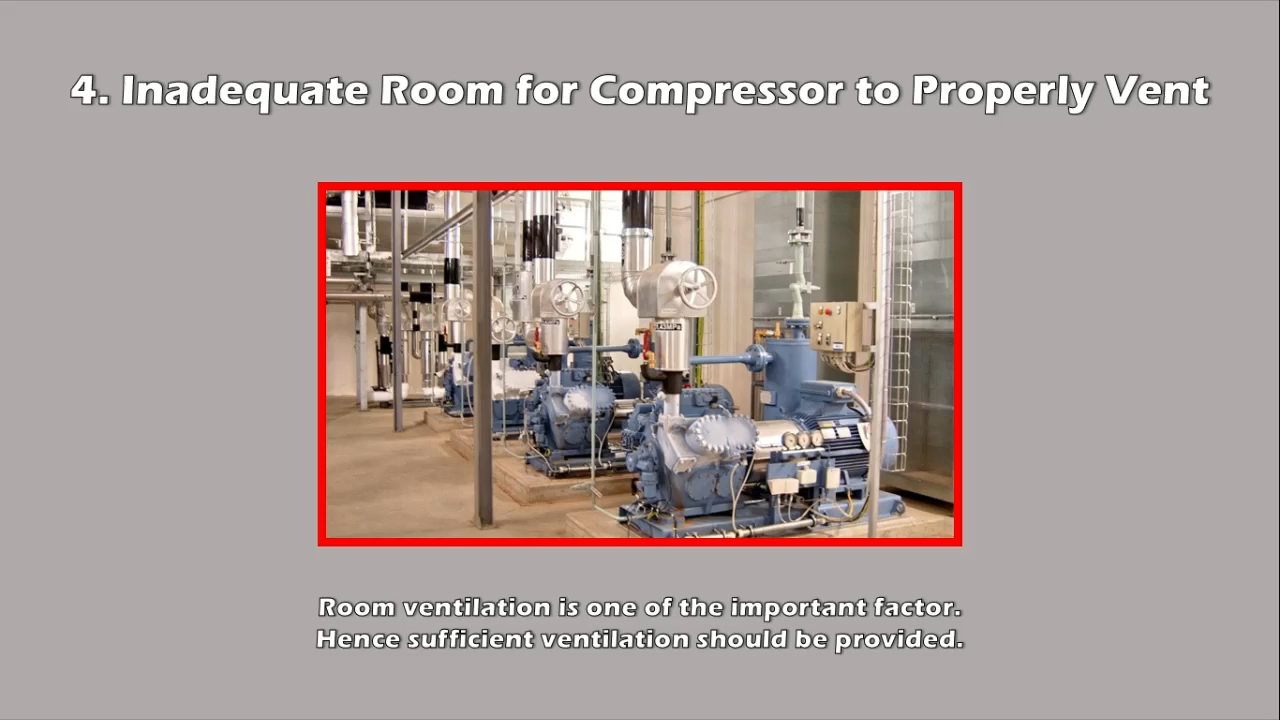 4. Inadequate Room for Compressor to Properly Vent
Room ventilation is one of the important factor.
Hence sufficient ventilation should be provided.